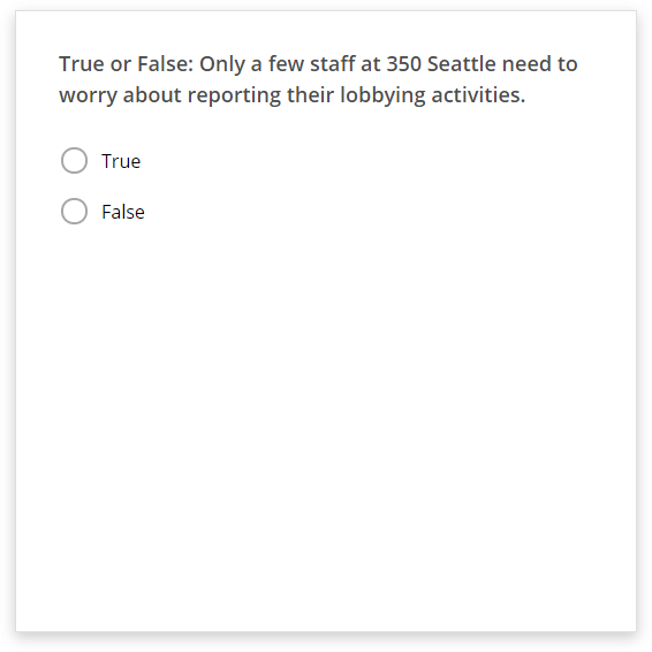 True or False: Only a few staff at 350 Seattle need to
worry about reporting their lobbying activities.
True
False